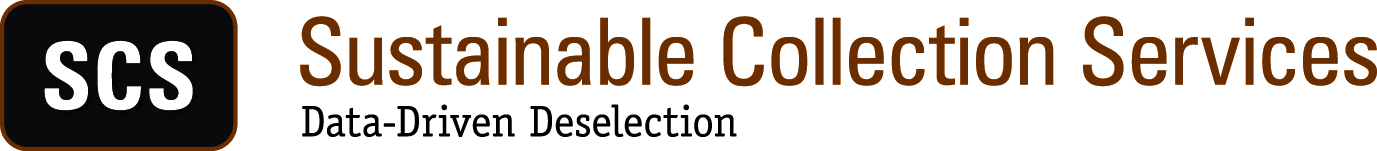 SCS
Sustainable Collection Services
Data-Driven Deselection